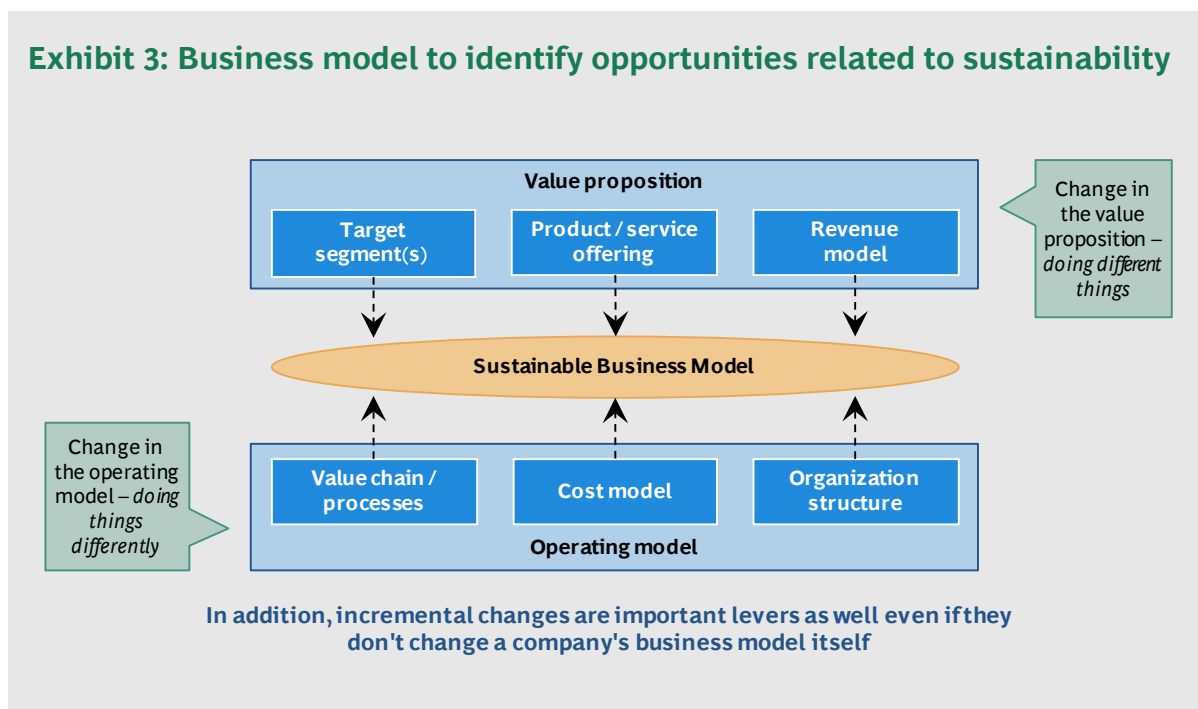 Exhibit 3: Business model to identify opportunities related to sustainability
Value proposition
Target
segment(s)
Product / service
offering
Revenue
model
Change in
the value
proposition –
doing different
things
Sustainable Business Model
Change in
the operating
model – doing
things
differently
Value chain /
processes
Cost model
Organization
structure
Operating model
In addition, incremental changes are important levers as well even if they
don't change a company's business model itself